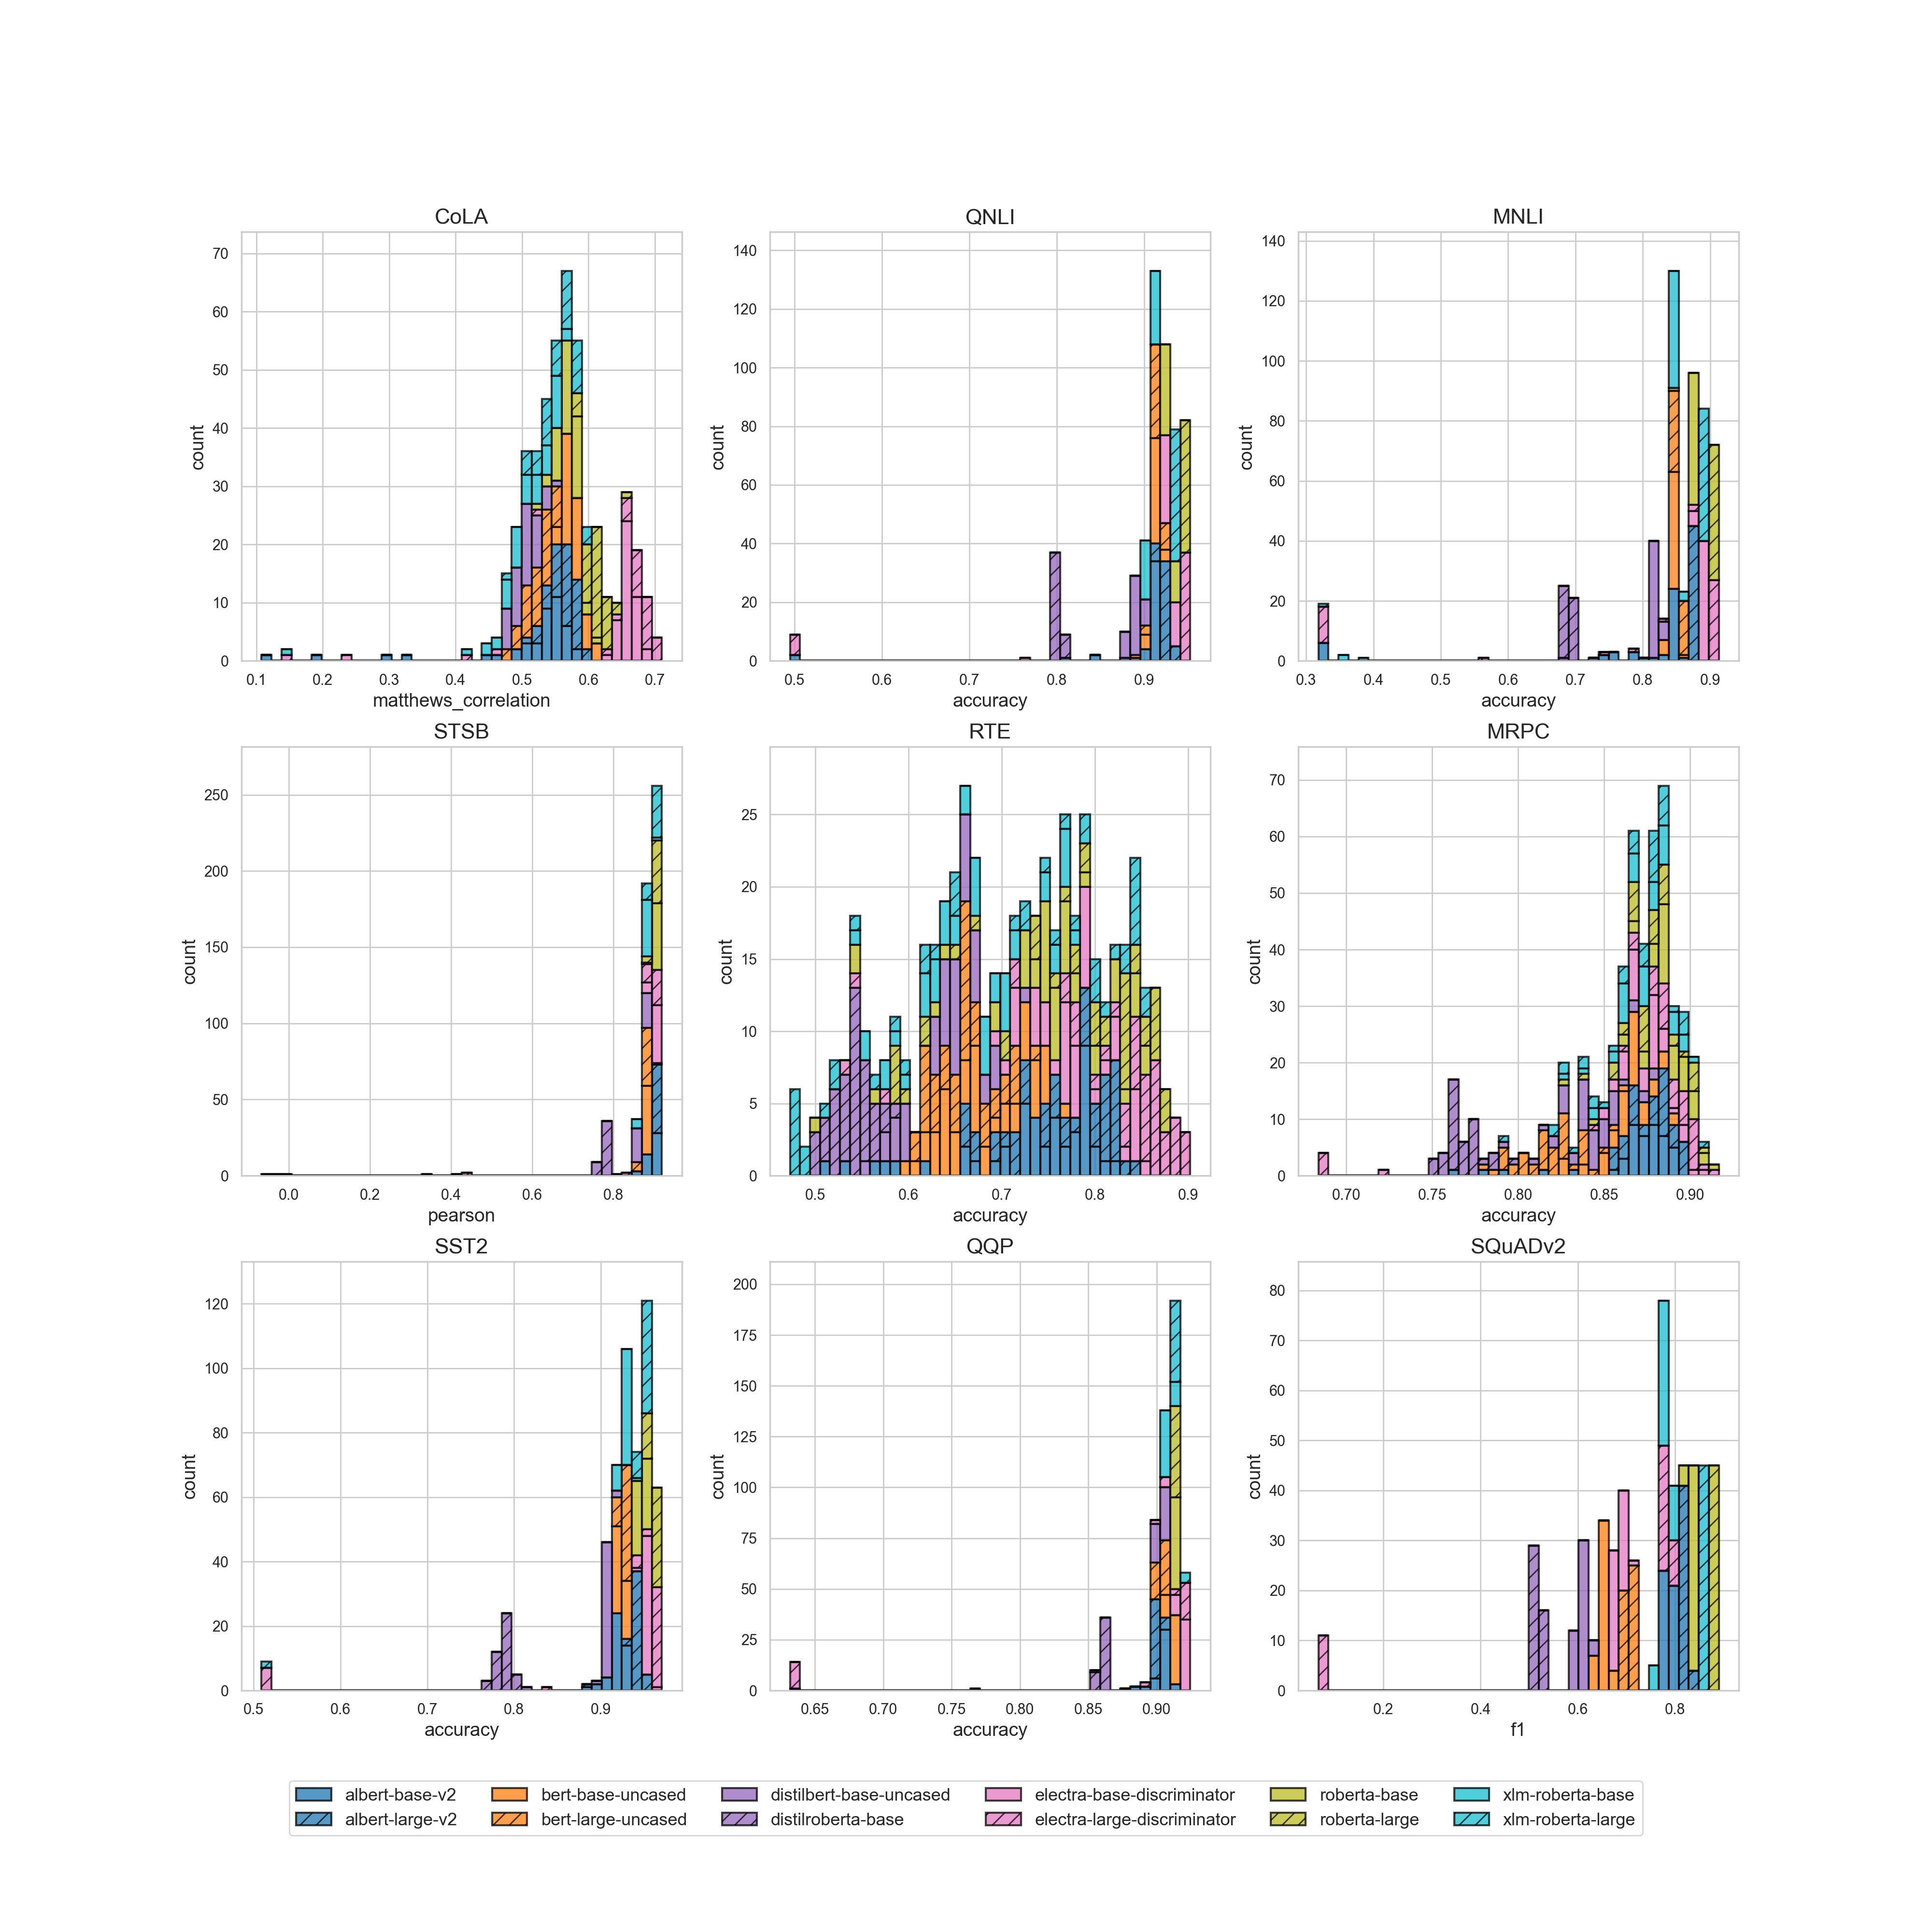 CoLA
QNLI
MNLI
70
60
50
40
30
20
10
0
count
0.1 0.2 0.3 0.4 0.5 0.6 0.7
matthews_correlation
140
120
100
80
60
40
20
0
count
0.5 0.6 0.7 0.8 0.9
accuracy
140
120
100
80
60
40
20
0
count
0.3 0.4 0.5 0.6 0.7 0.8 0.9
accuracy
STSB
RTE
MRPC
250
200
150
100
50
0
count
0.0 0.2 0.4 0.6 0.8
pearson
25
20
15
10
5
0
count
0.5 0.6 0.7 0.8 0.9
accuracy
70
60
50
40
30
20
10
0
count
0.70 0.75 0.80 0.85 0.90
accuracy
SST2
QQP
SQuADv2
120
100
80
60
40
20
0
count
0.5 0.6 0.7 0.8 0.9
accuracy
200
175
150
125
100
75
50
25
0
count
0.65 0.70 0.75 0.80 0.85 0.90
accuracy
80
70
60
50
40
30
20
10
0
count
0.2 0.4 0.6 0.8
f1
albert-base-v2 bert-base-uncased distilbert-base-uncased electra-base-discriminator roberta-base xlm-roberta-base
albert-large-v2 bert-large-uncased distilroberta-base electra-large-discriminator roberta-large xlm-roberta-large